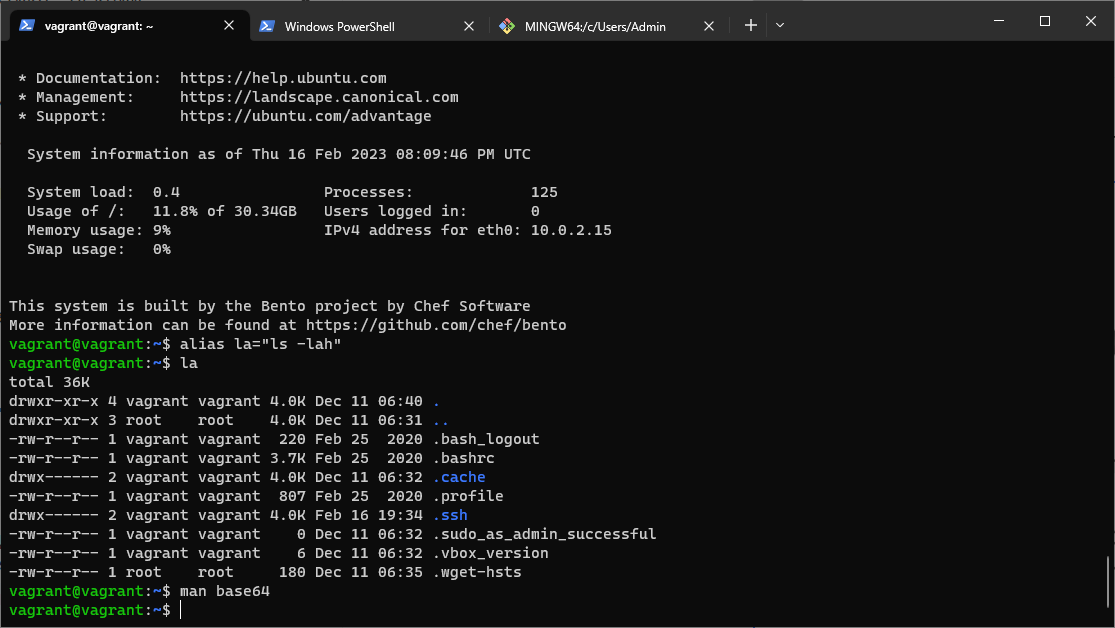 vagrant@vagrant: ~
Windows PowerShell
MINGW64:/c/Users/Admin
* Documentation:  https://help.ubuntu.com
* Management:     https://landscape.canonical.com
* Support:        https://ubuntu.com/advantage
System information as of Thu 16 Feb 2023 08:09:46 PM UTC
System load:  0.4                Processes:             125
Usage of /:   11.8% of 30.34GB   Users logged in:       0
Memory usage: 9%                 IPv4 address for eth0: 10.0.2.15
Swap usage:   0%
This system is built by the Bento project by Chef Software
More information can be found at https://github.com/chef/bento
vagrant@vagrant:~$ alias la="ls -lah"
vagrant@vagrant:~$ la
total 36K
drwxr-xr-x 4 vagrant vagrant 4.0K Dec 11 06:40 .
drwxr-xr-x 3 root    root    4.0K Dec 11 06:31 ..
-rw-r--r-- 1 vagrant vagrant  220 Feb 25  2020 .bash_logout
-rw-r--r-- 1 vagrant vagrant 3.7K Feb 25  2020 .bashrc
drwx------ 2 vagrant vagrant 4.0K Dec 11 06:32 .cache
-rw-r--r-- 1 vagrant vagrant  807 Feb 25  2020 .profile
drwx------ 2 vagrant vagrant 4.0K Feb 16 19:34 .ssh
-rw-r--r-- 1 vagrant vagrant    0 Dec 11 06:32 .sudo_as_admin_successful
-rw-r--r-- 1 vagrant vagrant    6 Dec 11 06:32 .vbox_version
-rw-r--r-- 1 root    root     180 Dec 11 06:35 .wget-hsts
vagrant@vagrant:~$ man base64
vagrant@vagrant:~$